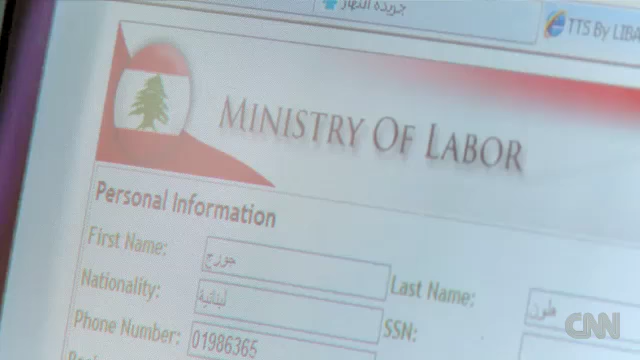 جريدة النهار
TTS By LIBA
MINISTRY OF LABOR
Personal Information
First Name:
جورج
Last Name:
طون
Nationality:
لبنانية
SSN:
Phone Number:
01986365
CNN